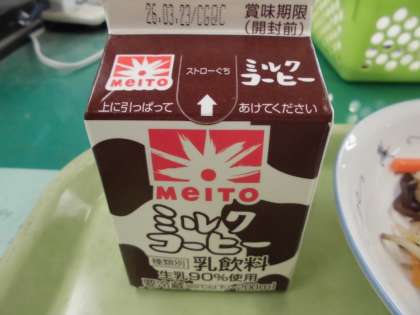 26.03.23/CG@C
賞味期限
(開封前)
MEITO
ストローぐち
ミルク
コーヒー
上に引っぱって
あけてください
MEITO
ミルク
コーヒー
種類別 乳飲料
生乳90%使用
200ml